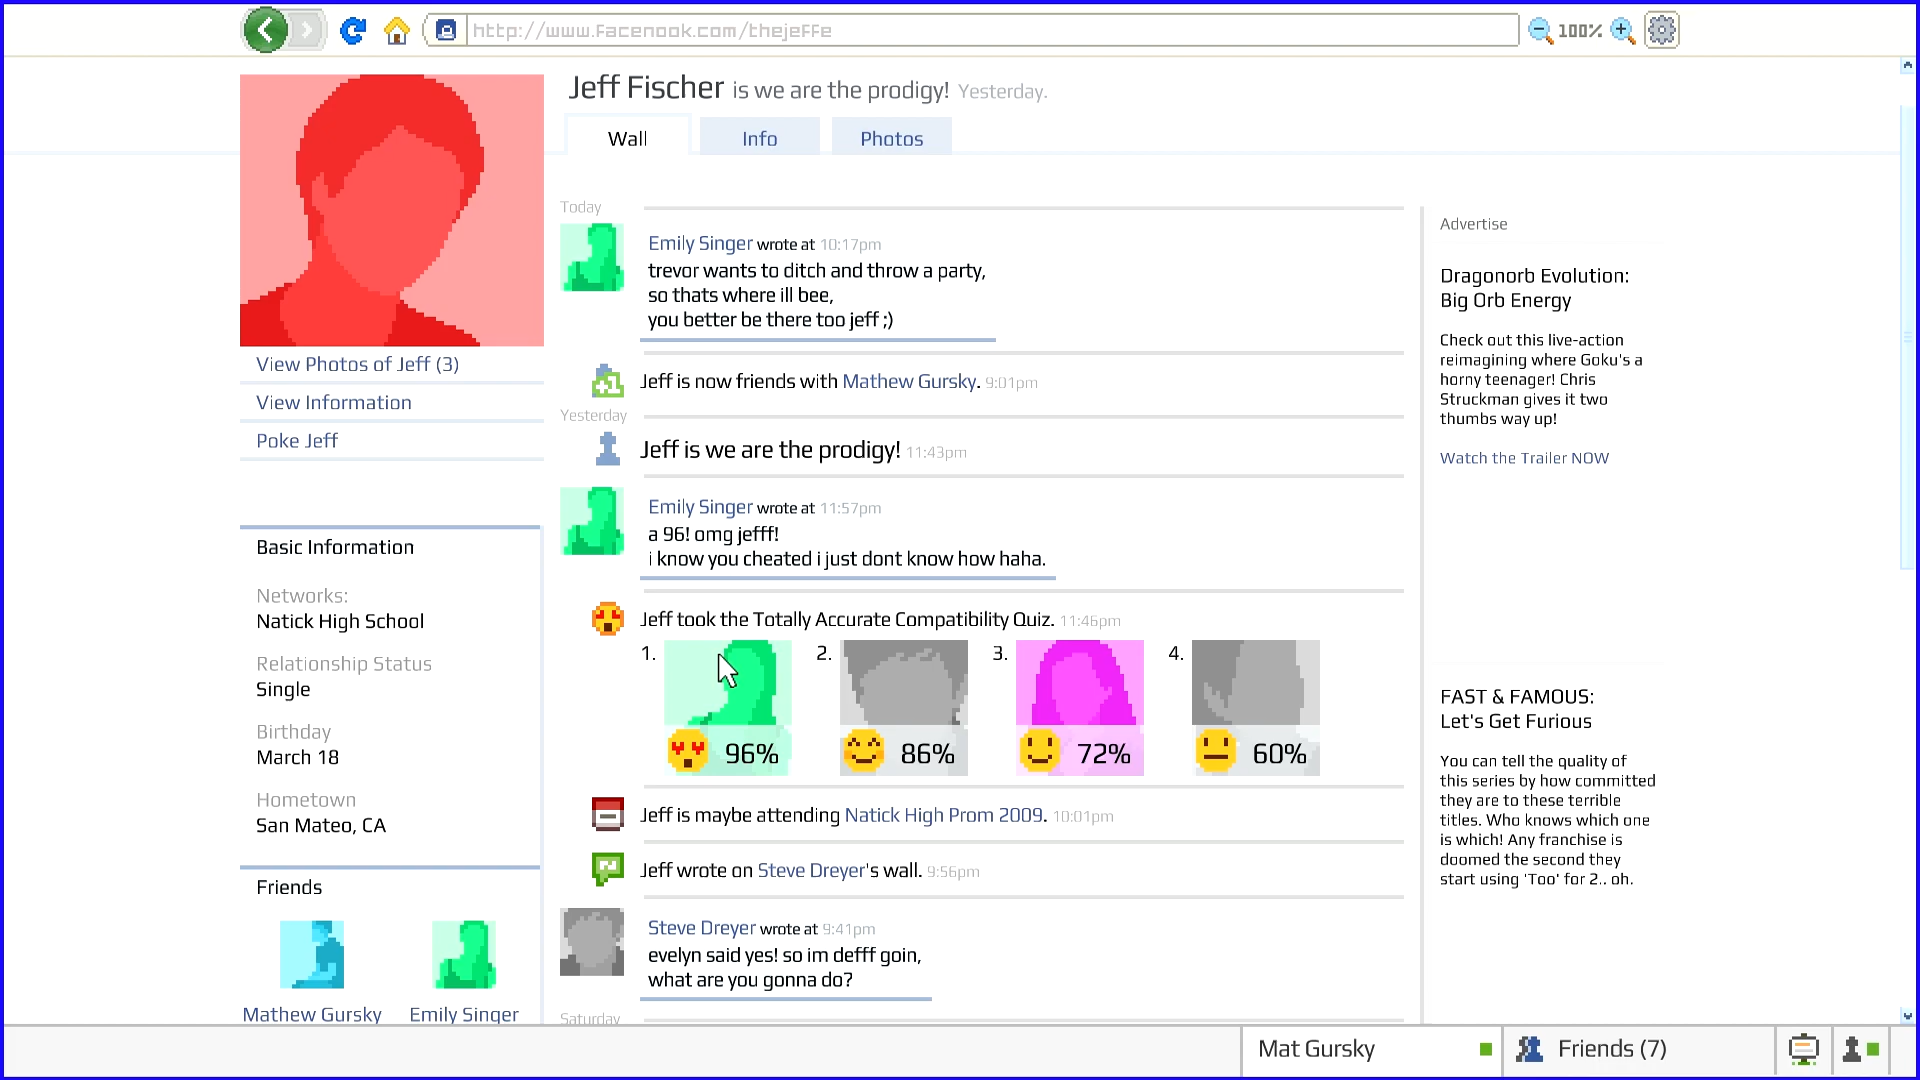 http://www.facenook.com/thejeffe
100%
Jeff Fischer is we are the prodigy! Yesterday.
Wall
Info
Photos
View Photos of Jeff (3)
View Information
Poke Jeff
Basic Information
Networks:
Natick High School
Relationship Status
Single
Birthday
March 18
Hometown
San Mateo, CA
Friends
Mathew Gursky
Emily Singer
Today
Emily Singer wrote at 10:17pm
trevor wants to ditch and throw a party,
so thats where ill bee,
you better be there too jeff ;)
+1
Jeff is now friends with Mathew Gursky. 9:01pm
Yesterday
Jeff is we are the prodigy! 11:43pm
Emily Singer wrote at 11:57pm
a 96! omg jefff!
i know you cheated i just dont know how haha.
Jeff took the Totally Accurate Compatibility Quiz. 11:46pm
1.
2.
3.
4.
96%
86%
72%
60%
Jeff is maybe attending Natick High Prom 2009. 10:01pm
Jeff wrote on Steve Dreyer's wall. 9:56pm
Steve Dreyer wrote at 9:41pm
evelyn said yes! so im defff goin,
what are you gonna do?
Saturday
Advertise
Dragonorb Evolution:
Big Orb Energy
Check out this live-action
reimagining where Goku's a
horny teenager! Chris
Struckman gives it two
thumbs way up!
Watch the Trailer NOW
FAST & FAMOUS:
Let's Get Furious
You can tell the quality of
this series by how committed
they are to these terrible
titles. Who knows which one
is which! Any franchise is
doomed the second they
start using 'Too' for 2.. oh.
Mat Gursky
Friends (7)